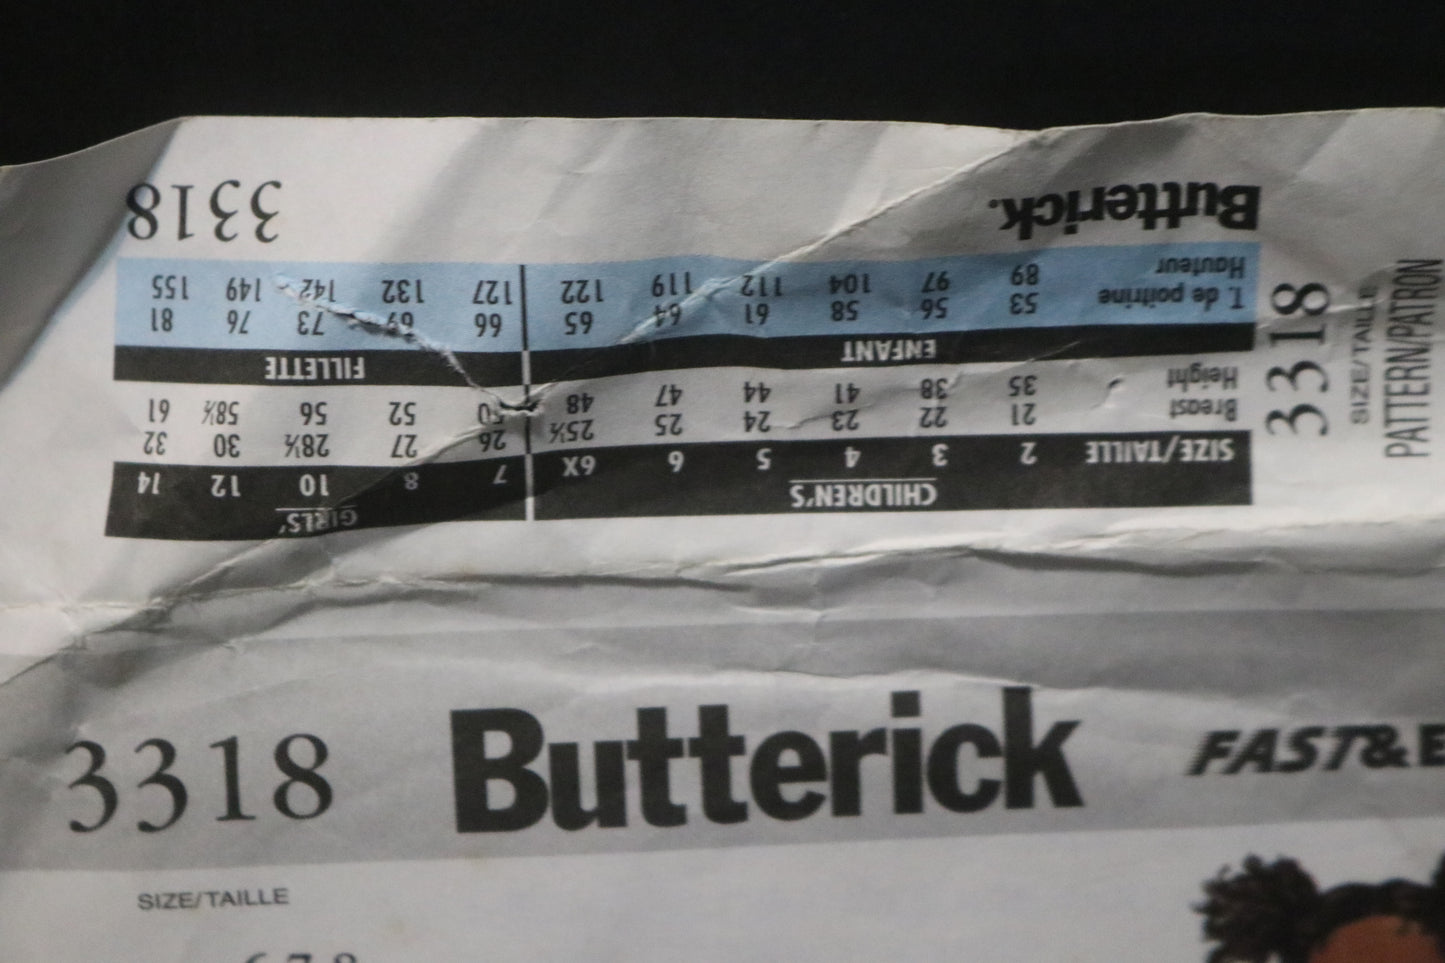 SIZE/TAILLE
PATTERN/PATRON
3318
CHILDREN'S GIRLS'
SIZE/TAILLE 2 3 4 5 6 6X 7 8 10 12 14
Breast 21 22 23 24 25 25½ 26 27 28½ 30 32
Height 35 38 41 44 47 48 50 52 56 58½ 61
ENFANT FILLETTE
T. de poitrine 53 56 58 61 64 65 66 69 73 76 81
Hauteur 89 97 104 112 119 122 127 132 142 149 155
Butterick. 3318
3318 Butterick FAST&E
SIZE/TAILLE
6-7-8